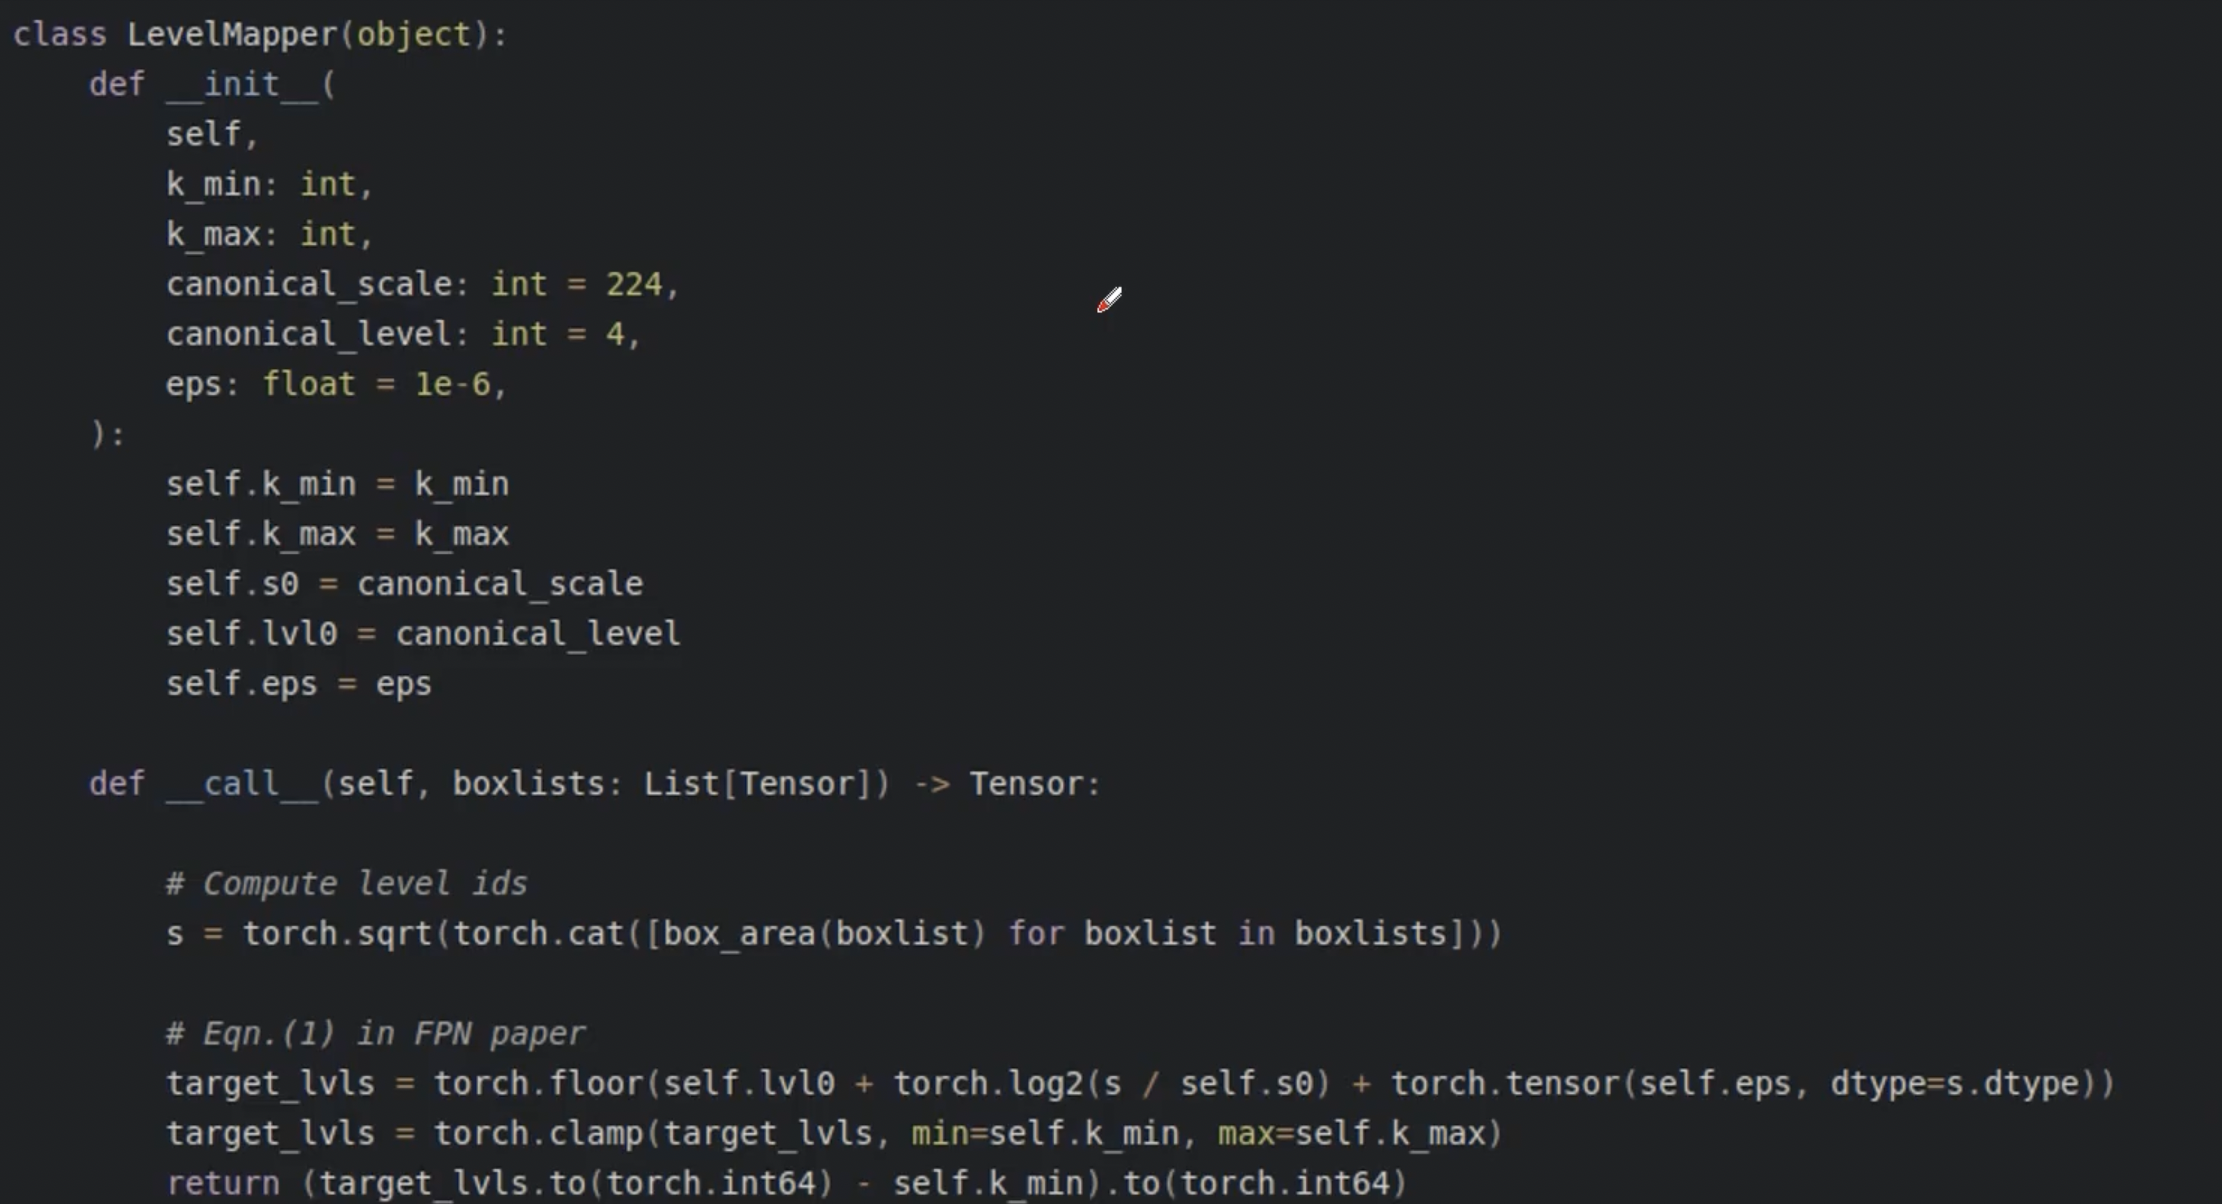 class LevelMapper(object):
    def __init__(
        self,
        k_min: int,
        k_max: int,
        canonical_scale: int = 224,
        canonical_level: int = 4,
        eps: float = 1e-6,
    ):
        self.k_min = k_min
        self.k_max = k_max
        self.s0 = canonical_scale
        self.lvl0 = canonical_level
        self.eps = eps

    def __call__(self, boxlists: List[Tensor]) -> Tensor:

        # Compute level ids
        s = torch.sqrt(torch.cat([box_area(boxlist) for boxlist in boxlists]))

        # Eqn.(1) in FPN paper
        target_lvls = torch.floor(self.lvl0 + torch.log2(s / self.s0) + torch.tensor(self.eps, dtype=s.dtype))
        target_lvls = torch.clamp(target_lvls, min=self.k_min, max=self.k_max)
        return (target_lvls.to(torch.int64) - self.k_min).to(torch.int64)